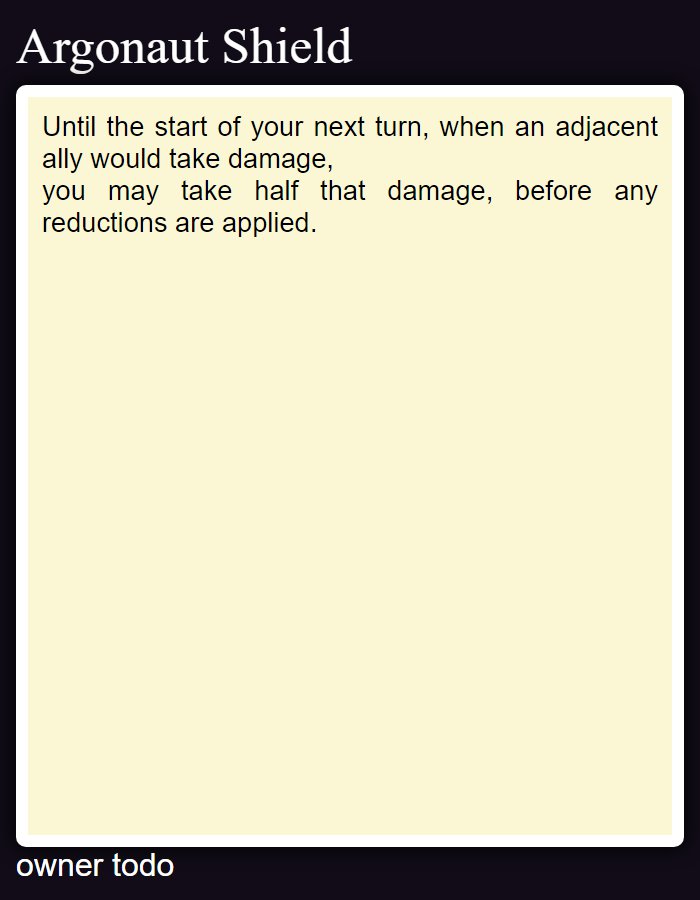 Argonaut Shield
Until the start of your next turn, when an adjacent
ally would take damage,
you may take half that damage, before any
reductions are applied.
owner todo